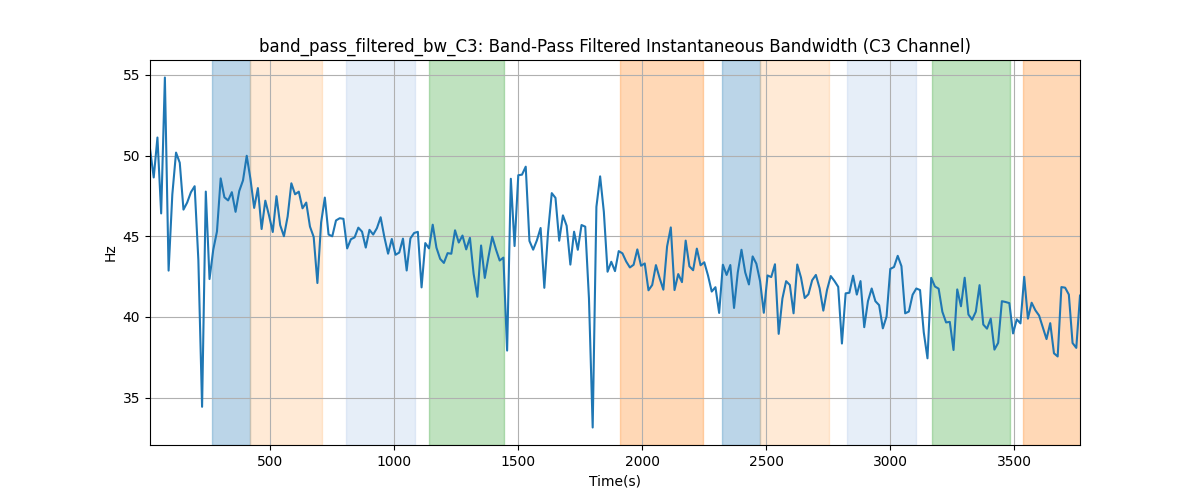 band_pass_filtered_bw_C3: Band-Pass Filtered Instantaneous Bandwidth (C3 Channel)
55
50
45
40
35
Hz
500 1000 1500 2000 2500 3000 3500
Time(s)